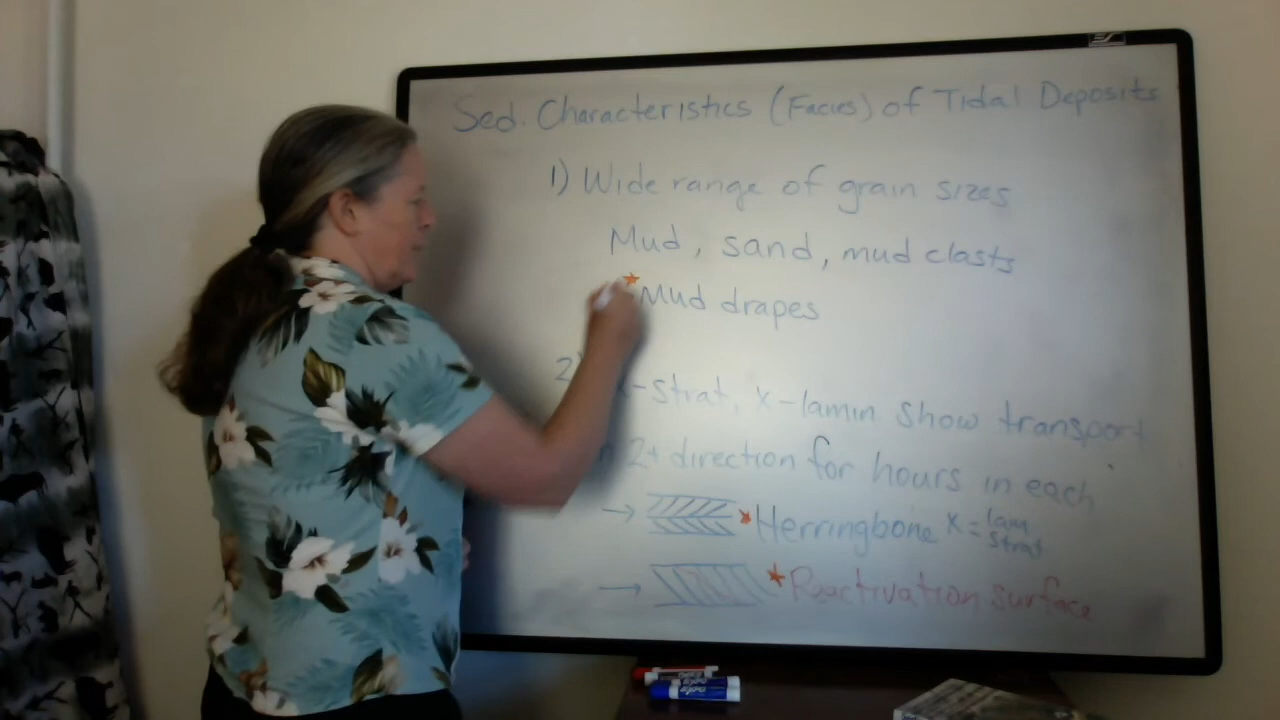 Sed. Characteristics (Facies) of Tidal Deposits
1) Wide range of grain sizes
Mud, sand, mud clasts
Mud drapes
2) x-strat, x-lamin show transport
2+ direction for hours in each
Herringbone x = lam strat
Reactivation surface